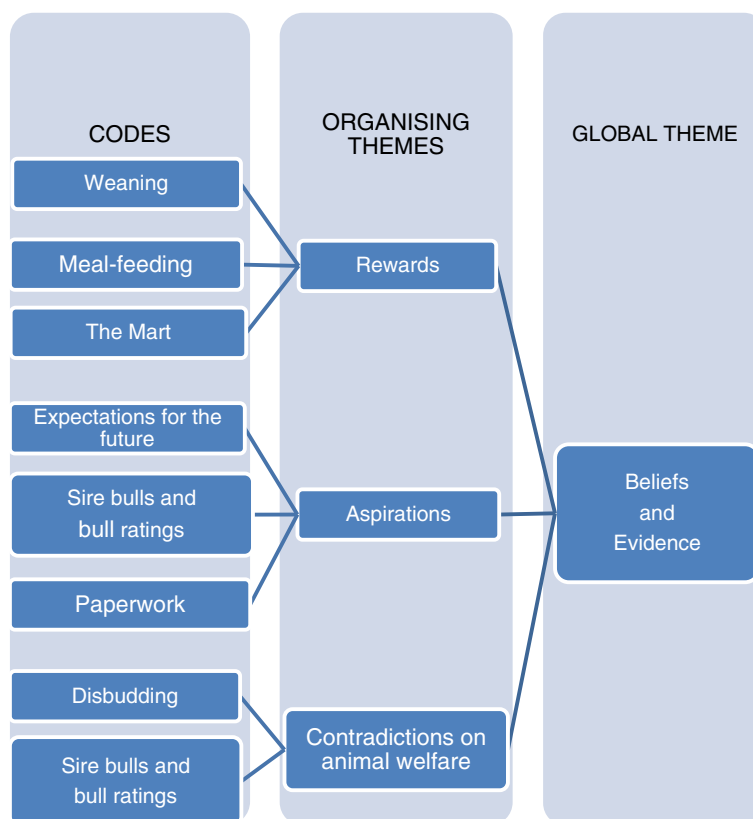 CODES
Weaning
Meal-feeding
The Mart
Expectations for the
future
Sire bulls and
bull ratings
Paperwork
Disbudding
Sire bulls and
bull ratings
ORGANISING
THEMES
Rewards
Aspirations
Contradictions on
animal welfare
GLOBAL THEME
Beliefs
and
Evidence